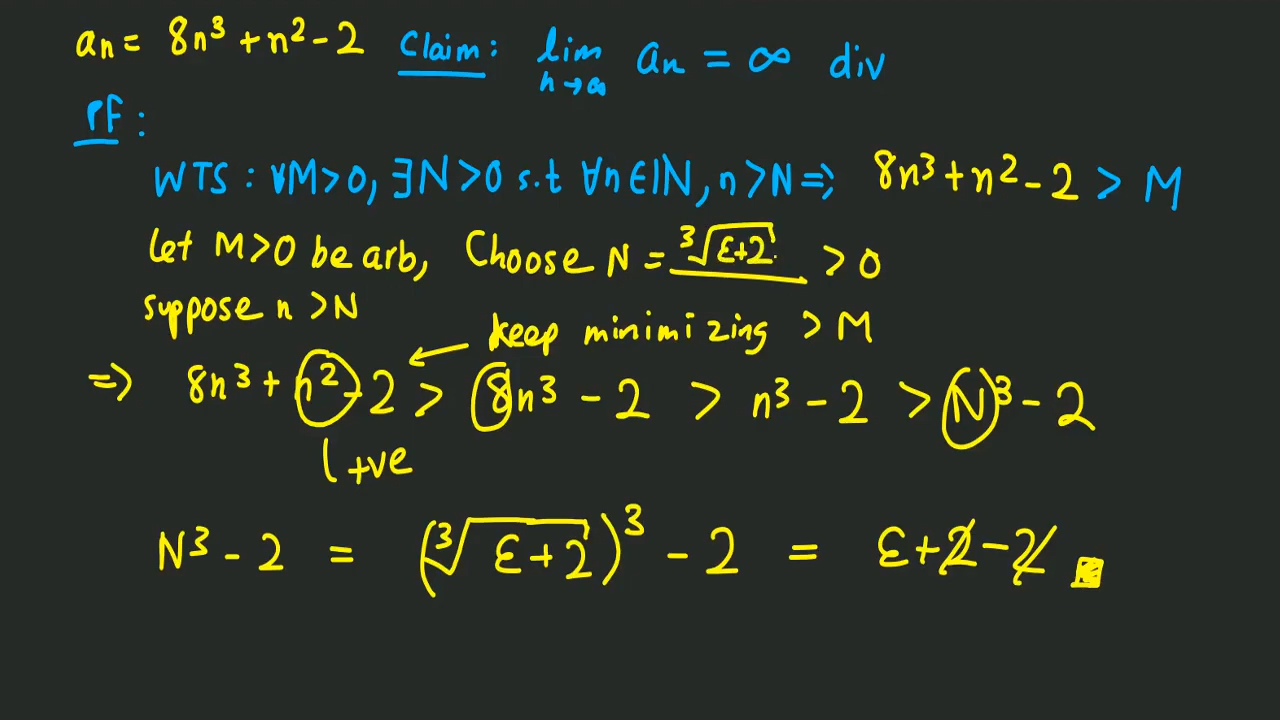 an = 8n³ + n² - 2 Claim: lim n→∞ an = ∞ div
PF:
WTS: ∀M>0, ∃N>0 s.t ∀n∈ℕ, n>N ⇒ 8n³ + n² - 2 > M
let M>0 be arb, Choose N = ∛(ε+2) > 0
suppose n > N
keep minimizing > M
⇒ 8n³ + n² - 2 > 8n³ - 2 > n³ - 2 > N³ - 2
+ve
N³ - 2 = (∛(ε+2))³ - 2 = ε + 2 - 2